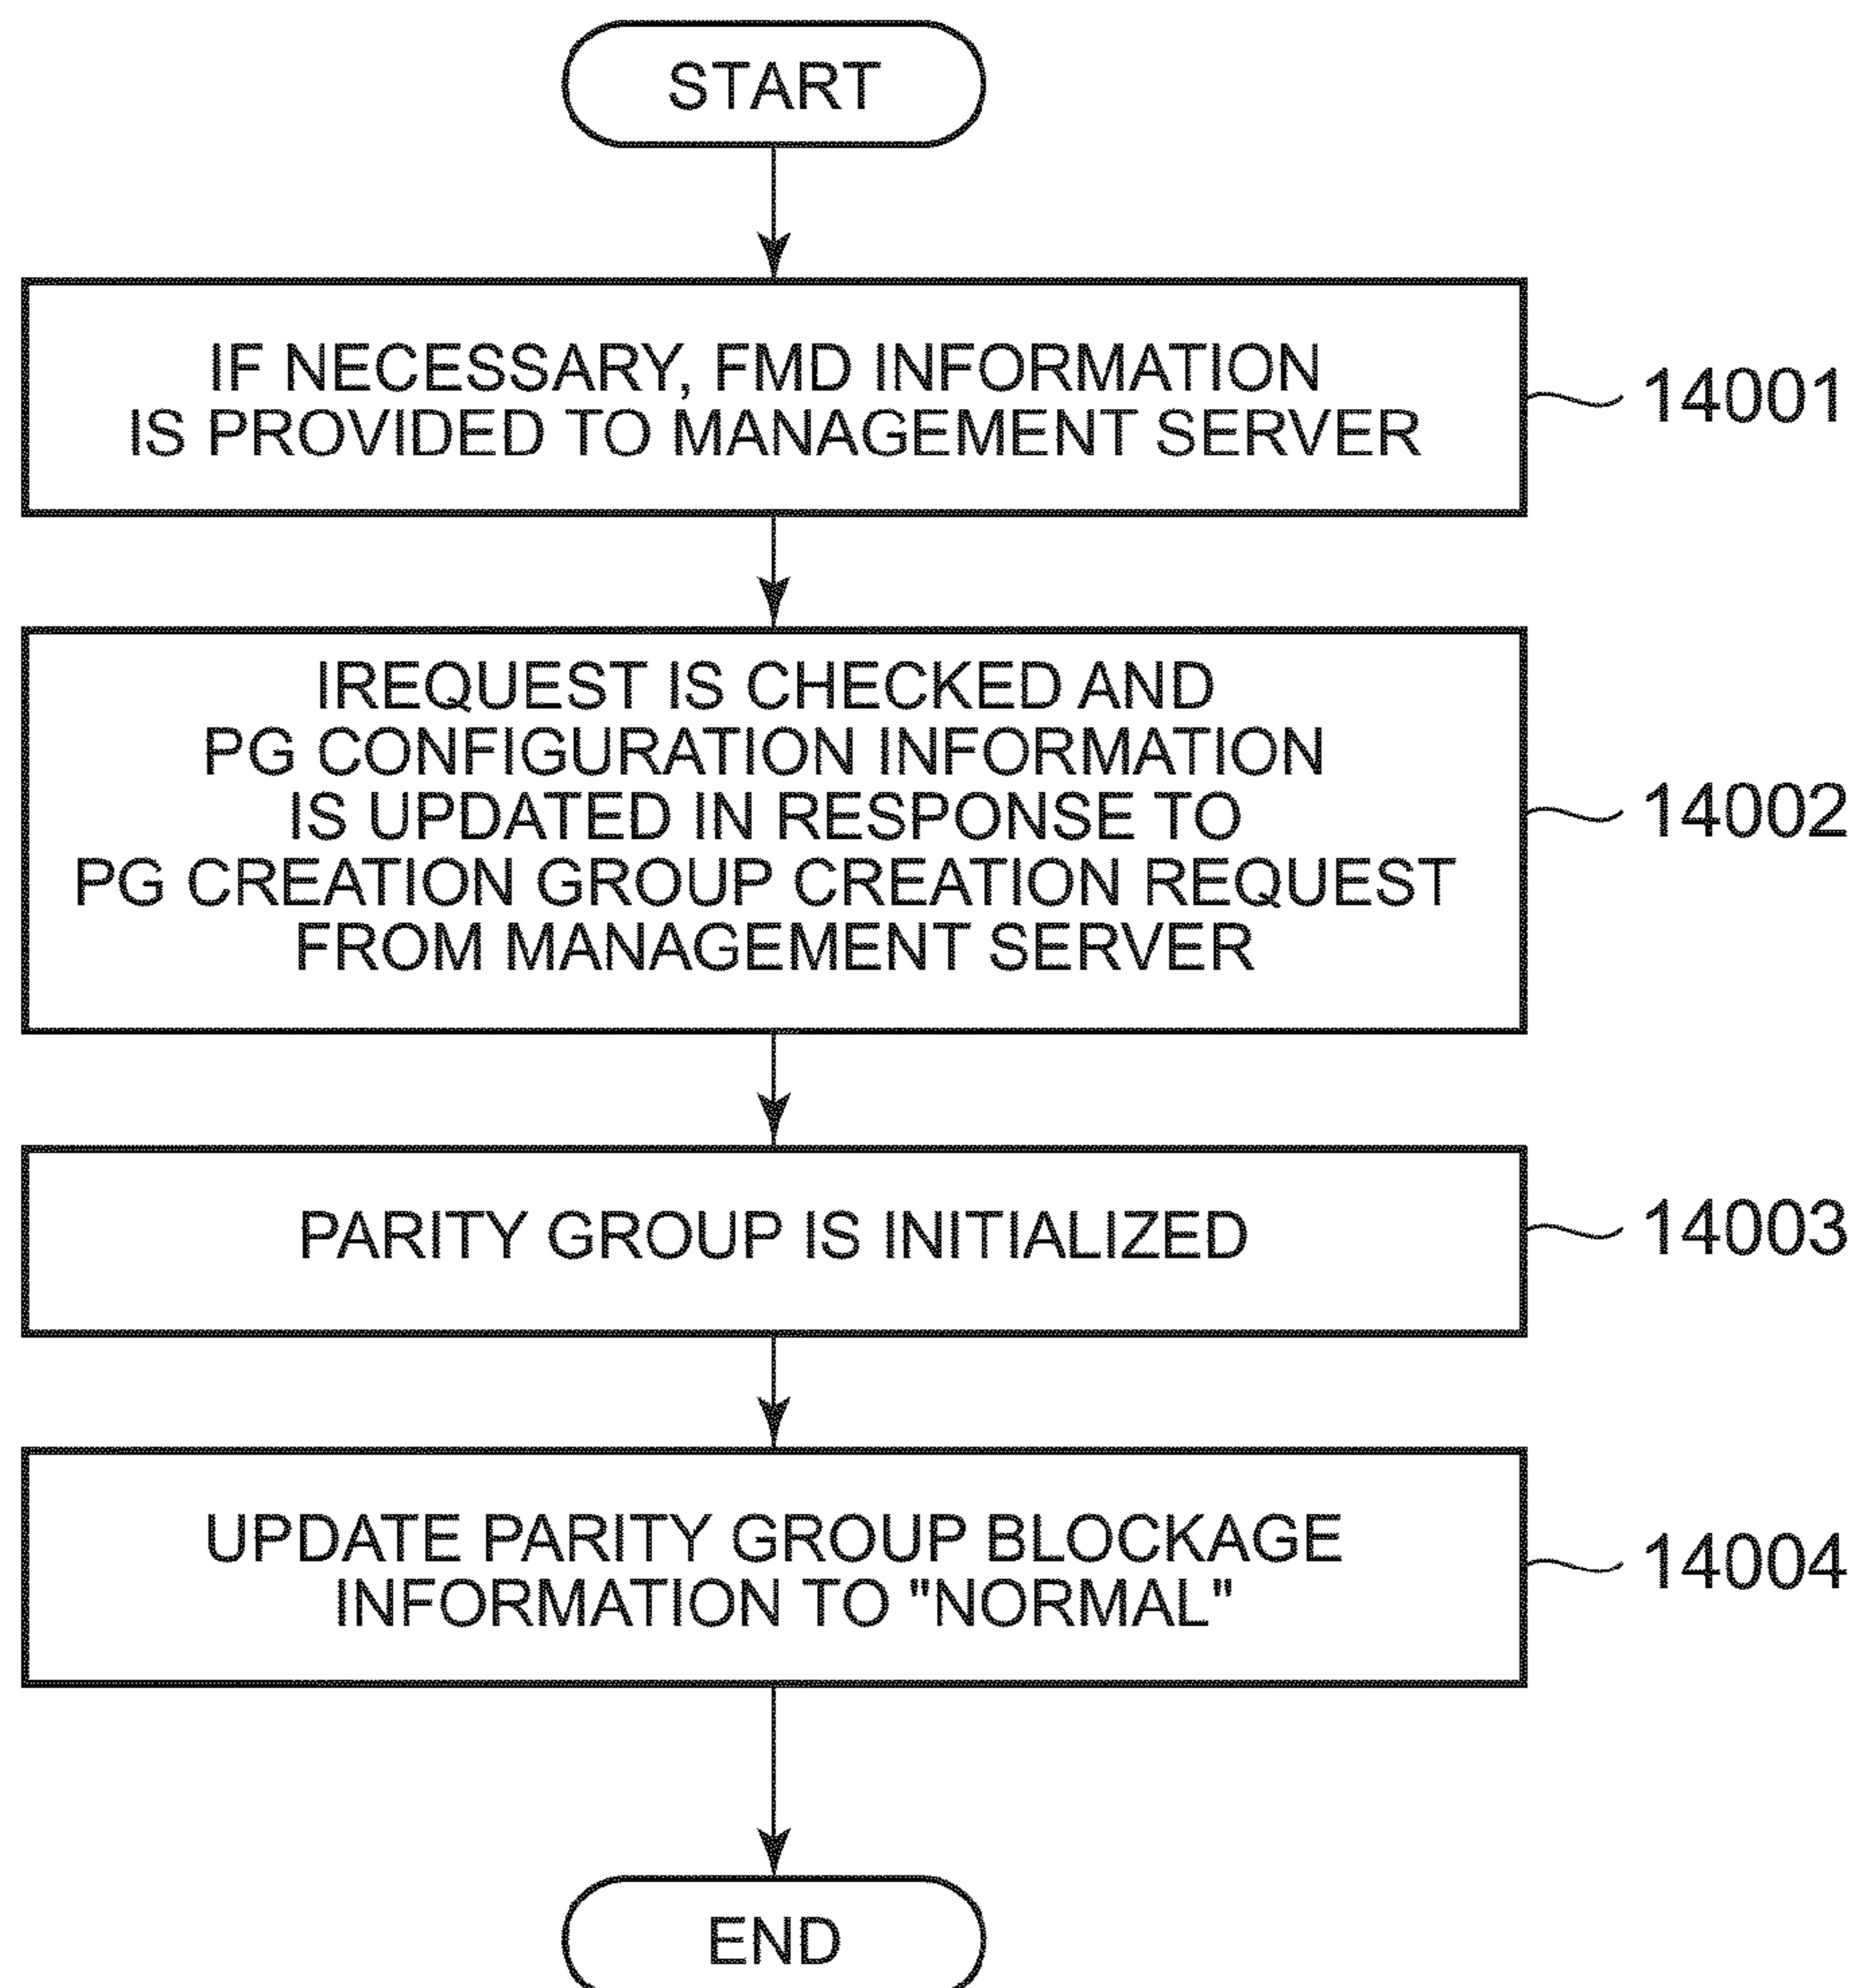 START
IF NECESSARY, FMD INFORMATION
IS PROVIDED TO MANAGEMENT SERVER
14001
IREQUEST IS CHECKED AND
PG CONFIGURATION INFORMATION
IS UPDATED IN RESPONSE TO
PG CREATION GROUP CREATION REQUEST
FROM MANAGEMENT SERVER
14002
PARITY GROUP IS INITIALIZED
14003
UPDATE PARITY GROUP BLOCKAGE
INFORMATION TO "NORMAL"
14004
END